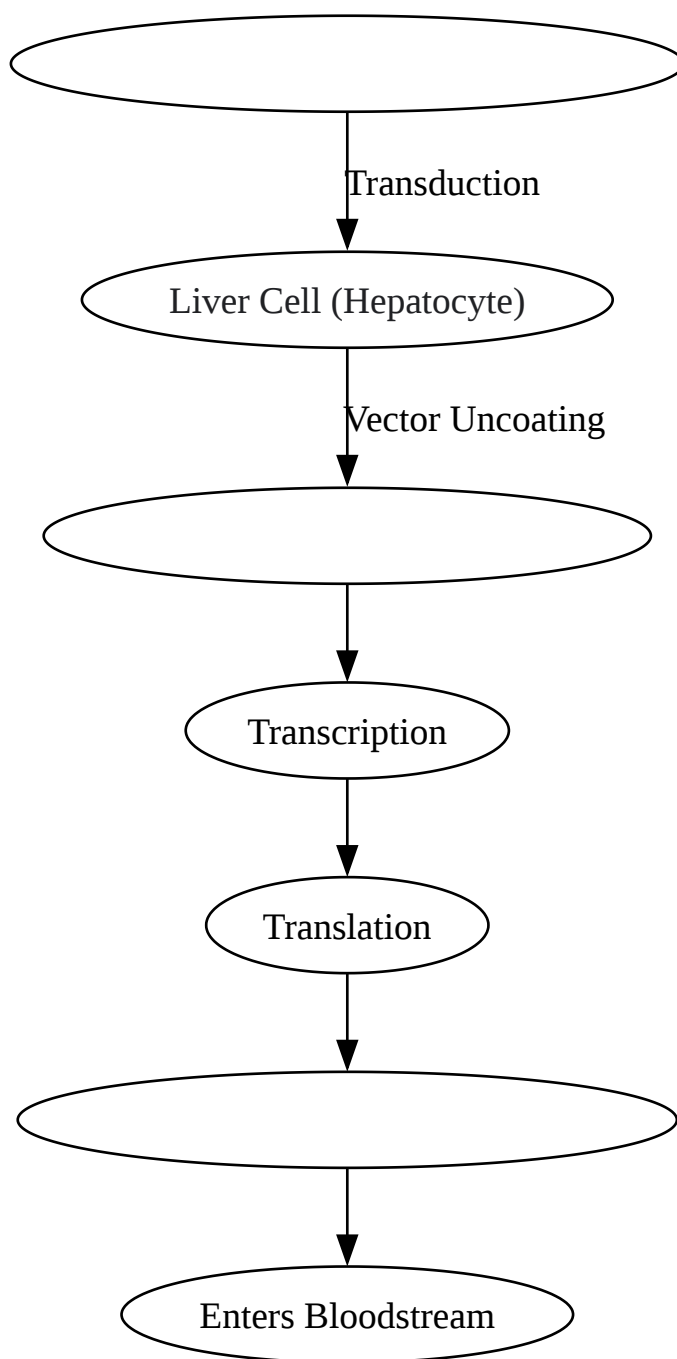 Transduction
Liver Cell (Hepatocyte)
Vector Uncoating
Transcription
Translation
Enters Bloodstream